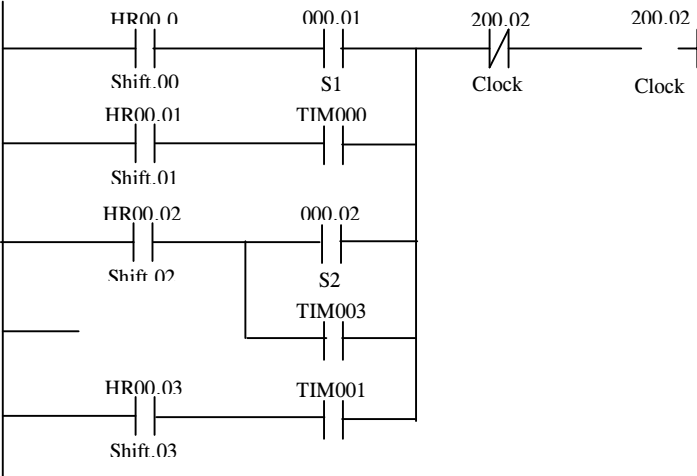 HR00.0 000.01 200.02 200.02
Shift.00 S1 Clock Clock
HR00.01 TIM000
Shift.01
HR00.02 000.02
Shift.02 S2
TIM003
HR00.03 TIM001
Shift.03